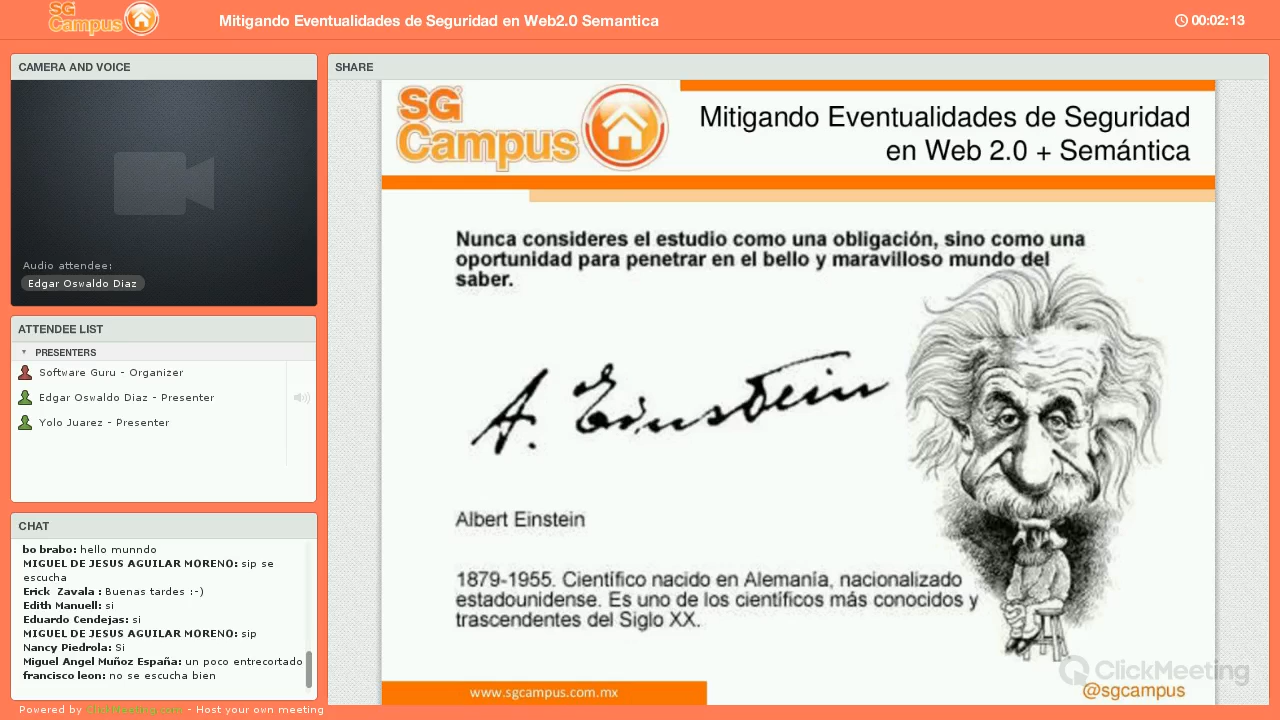 SG
Campus
Mitigando Eventualidades de Seguridad en Web2.0 Semantica
00:02:13
CAMERA AND VOICE
Audio attendee:
Edgar Oswaldo Diaz
ATTENDEE LIST
PRESENTERS
Software Guru - Organizer
Edgar Oswaldo Diaz - Presenter
Yolo Juarez - Presenter
CHAT
bo brabo: hello munndo
MIGUEL DE JESUS AGUILAR MORENO: sip se
escucha
Erick Zavala : Buenas tardes :-)
Edith Manuell: si
Eduardo Cendejas: si
MIGUEL DE JESUS AGUILAR MORENO: sip
Nancy Piedrola: Si
Miguel Angel Muñoz España: un poco entrecortado
francisco leon: no se escucha bien
Powered by ClickMeeting.com - Host your own meeting
SHARE
SG
Campus
Mitigando Eventualidades de Seguridad
en Web 2.0 + Semántica
Nunca consideres el estudio como una obligación, sino como una
oportunidad para penetrar en el bello y maravilloso mundo del
saber.
A. Einstein
Albert Einstein
1879-1955. Científico nacido en Alemanía, nacionalizado
estadounidense. Es uno de los científicos más conocidos y
trascendentes del Siglo XX.
ClickMeeting
www.sgcampus.com.mx
@sgcampus